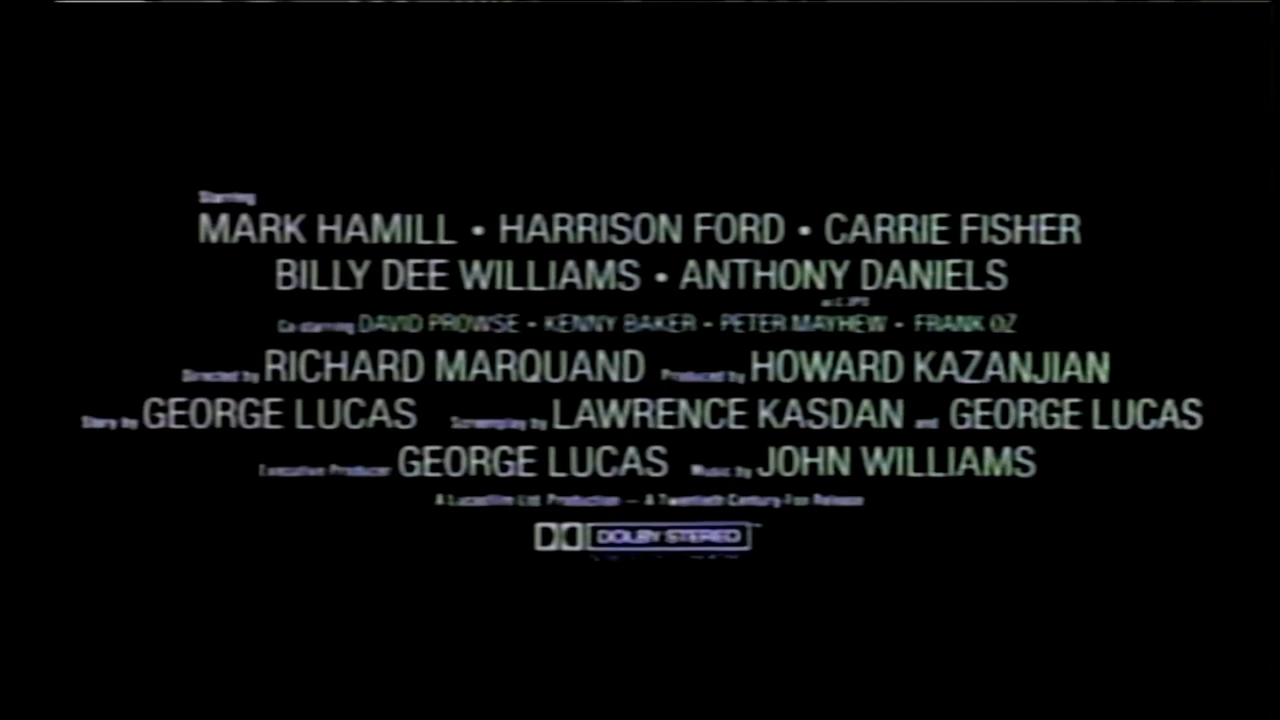 Starring
MARK HAMILL • HARRISON FORD • CARRIE FISHER
BILLY DEE WILLIAMS • ANTHONY DANIELS
as C-3PO
Co-starring DAVID PROWSE • KENNY BAKER • PETER MAYHEW • FRANK OZ
Directed by RICHARD MARQUAND Produced by HOWARD KAZANJIAN
Story by GEORGE LUCAS Screenplay by LAWRENCE KASDAN and GEORGE LUCAS
Executive Producer GEORGE LUCAS Music by JOHN WILLIAMS
A Lucasfilm Ltd. Production — A Twentieth Century-Fox Release
DOLBY STEREO